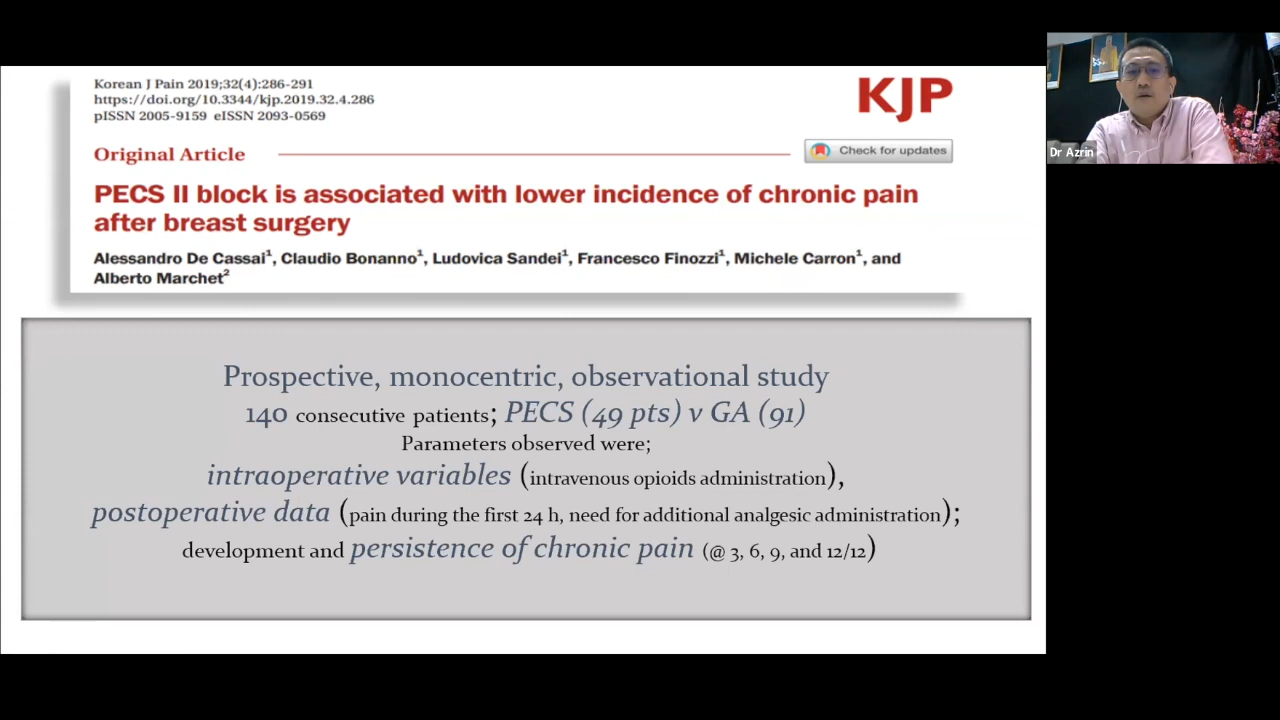 Korean J Pain 2019;32(4):286-291
https://doi.org/10.3344/kjp.2019.32.4.286
pISSN 2005-9159 eISSN 2093-0569
KJP
Original Article
Check for updates
PECS II block is associated with lower incidence of chronic pain
after breast surgery
Alessandro De Cassai¹, Claudio Bonanno¹, Ludovica Sandei¹, Francesco Finozzi¹, Michele Carron¹, and
Alberto Marchet²
Prospective, monocentric, observational study
140 consecutive patients; PECS (49 pts) v GA (91)
Parameters observed were;
intraoperative variables (intravenous opioids administration),
postoperative data (pain during the first 24 h, need for additional analgesic administration);
development and persistence of chronic pain (@ 3, 6, 9, and 12/12)
Dr Azrin